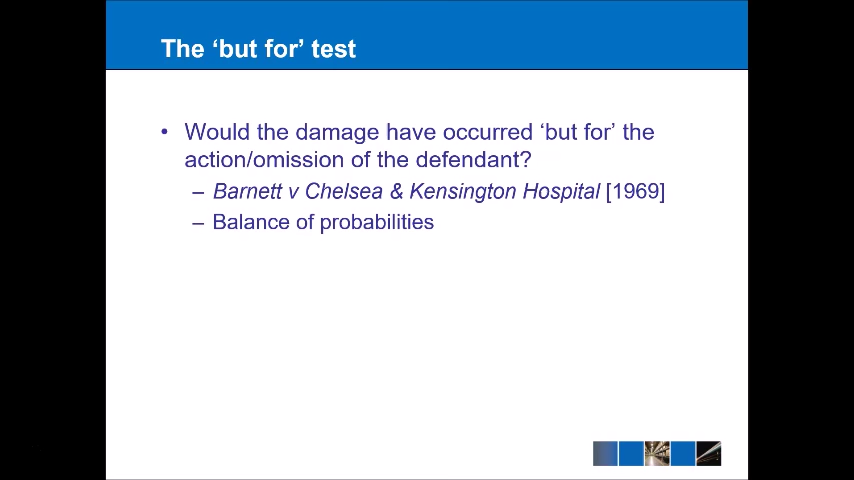 The ‘but for’ test
• Would the damage have occurred ‘but for’ the
action/omission of the defendant?
– Barnett v Chelsea & Kensington Hospital [1969]
– Balance of probabilities